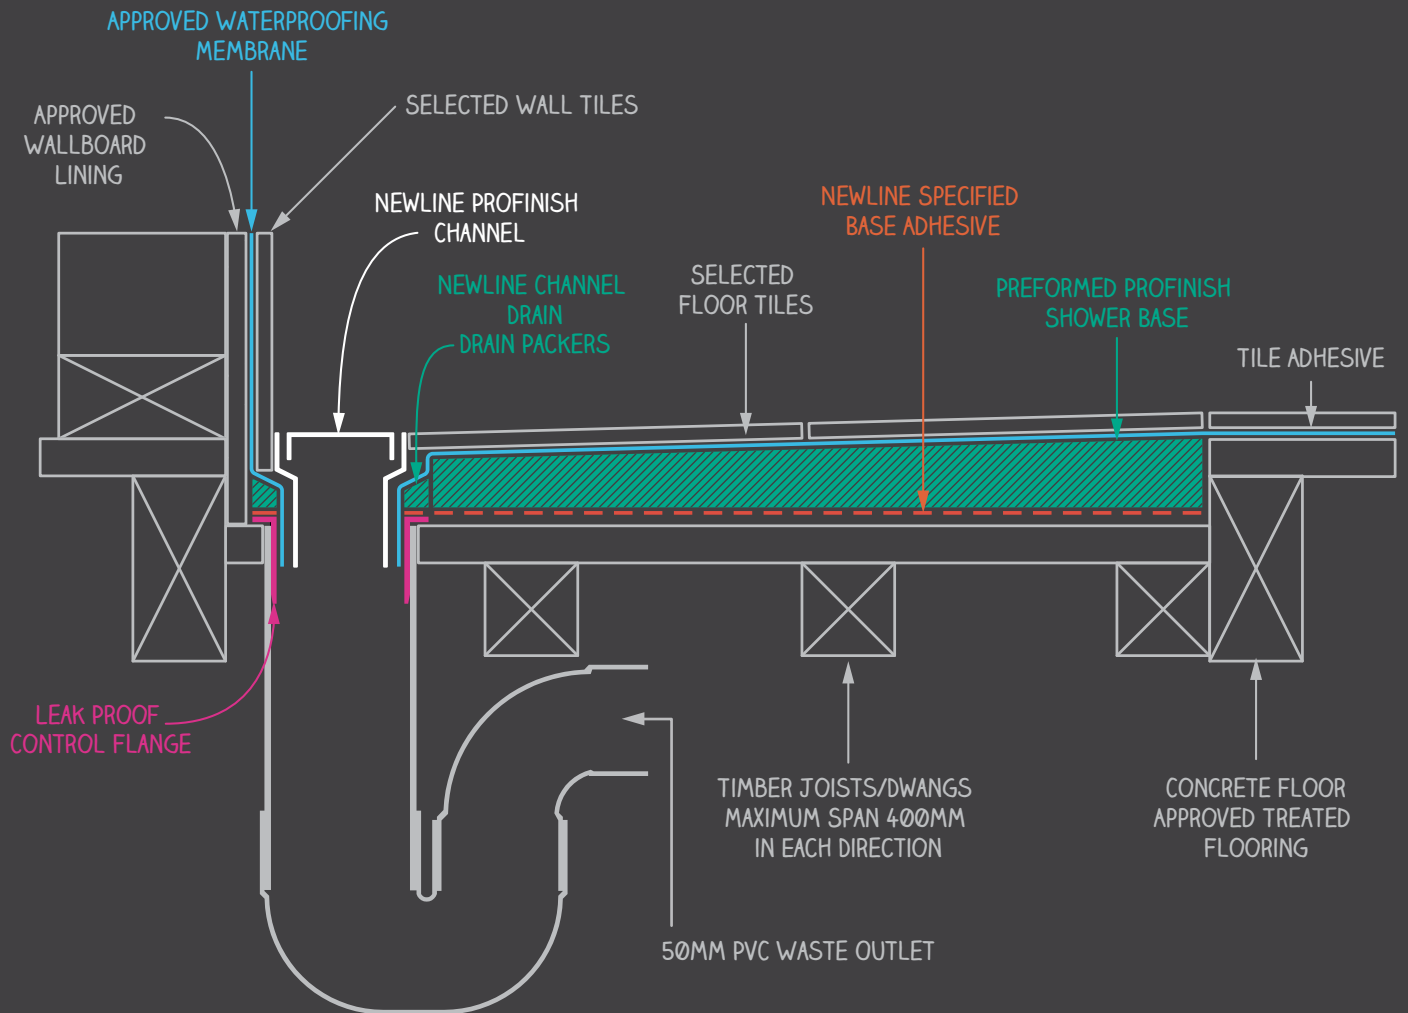 APPROVED WATERPROOFING
MEMBRANE
APPROVED
WALLBOARD
LINING
SELECTED WALL TILES
NEWLINE PROFINISH
CHANNEL
NEWLINE CHANNEL
DRAIN
DRAIN PACKERS
SELECTED
FLOOR TILES
NEWLINE SPECIFIED
BASE ADHESIVE
PREFORMED PROFINISH
SHOWER BASE
TILE ADHESIVE
LEAK PROOF
CONTROL FLANGE
TIMBER JOISTS/DWANGS
MAXIMUM SPAN 400MM
IN EACH DIRECTION
CONCRETE FLOOR
APPROVED TREATED
FLOORING
50MM PVC WASTE OUTLET